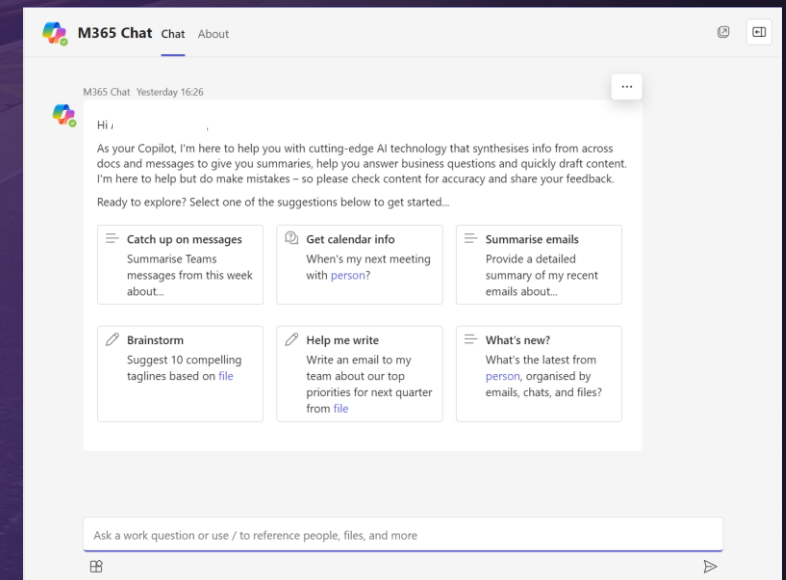 M365 Chat Chat About
M365 Chat Yesterday 16:26
...
Hi
As your Copilot, I'm here to help you with cutting-edge AI technology that synthesises info from across
docs and messages to give you summaries, help you answer business questions and quickly draft content.
I'm here to help but do make mistakes – so please check content for accuracy and share your feedback.
Ready to explore? Select one of the suggestions below to get started...
Catch up on messages
Summarise Teams
messages from this week
about...
Get calendar info
When's my next meeting
with person?
Summarise emails
Provide a detailed
summary of my recent
emails about...
Brainstorm
Suggest 10 compelling
taglines based on file
Help me write
Write an email to my
team about our top
priorities for next quarter
from file
What's new?
What's the latest from
person, organised by
emails, chats, and files?
Ask a work question or use / to reference people, files, and more